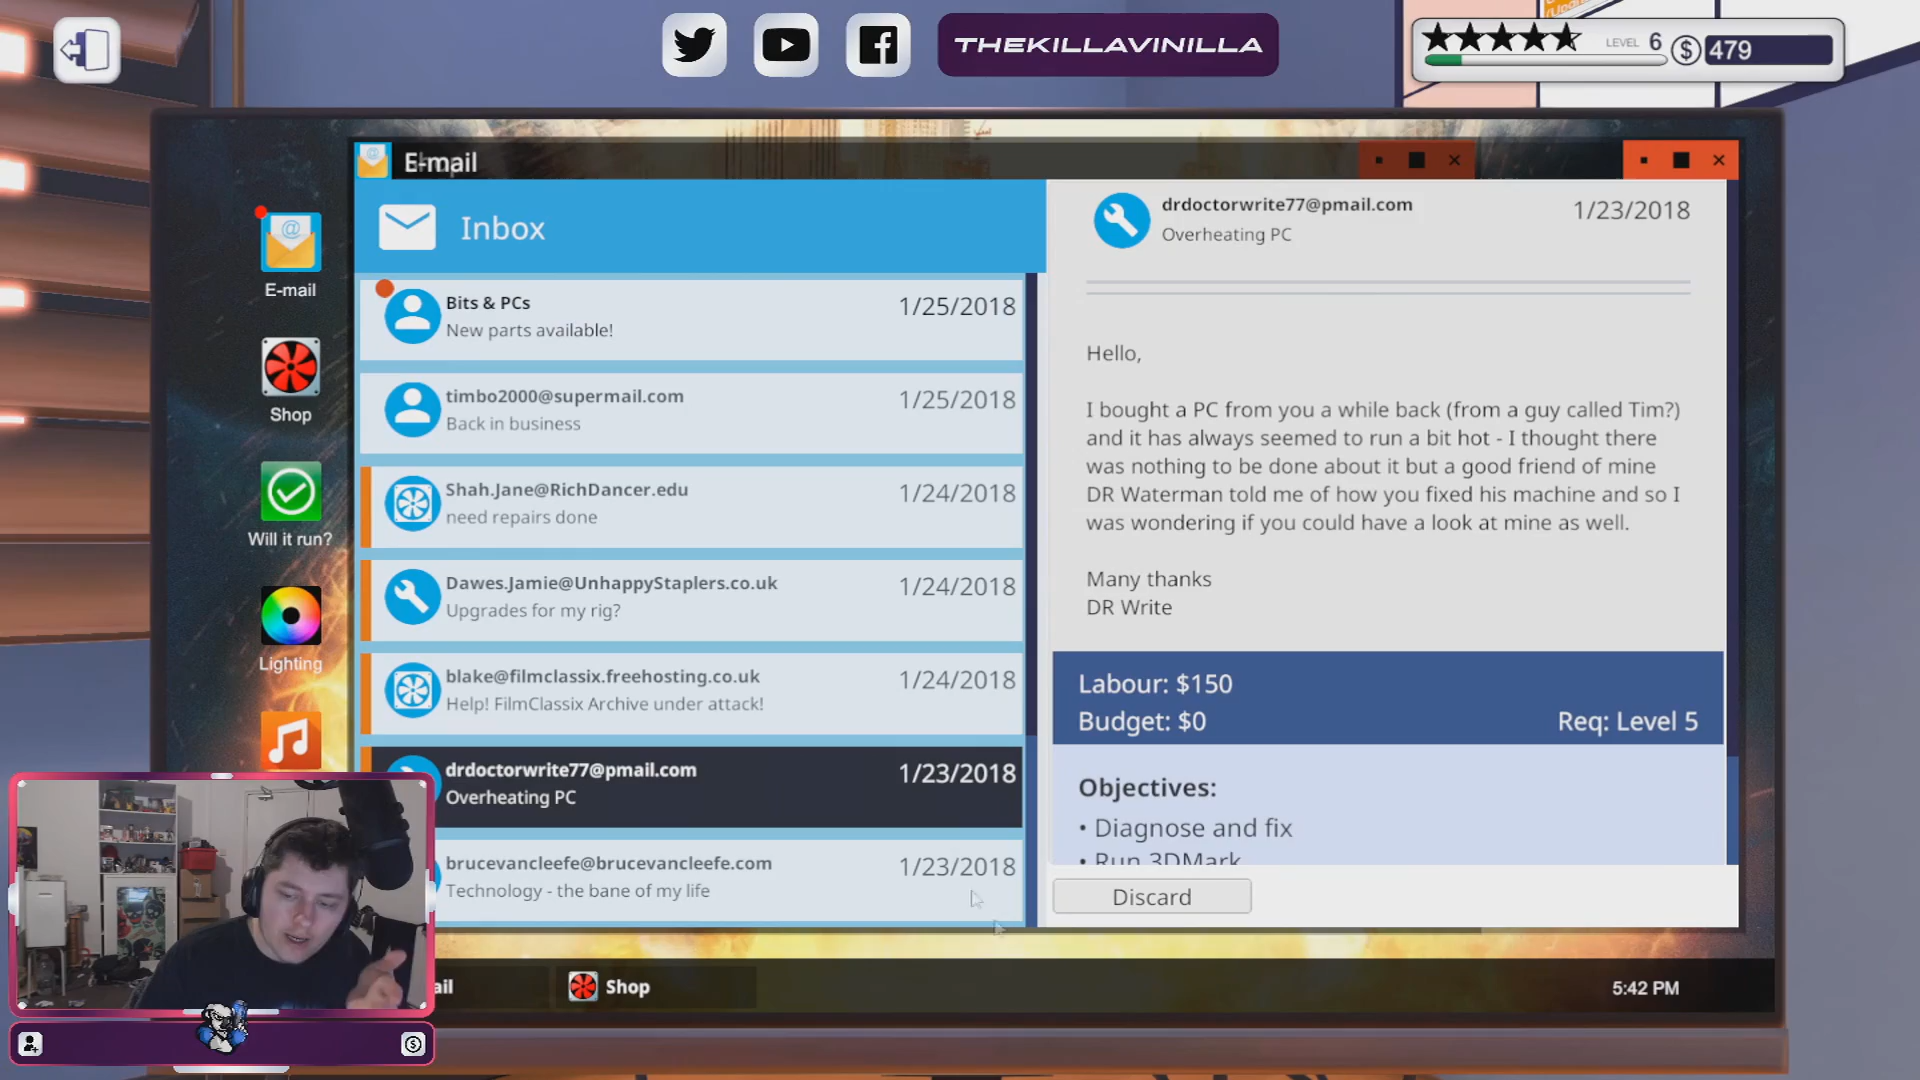 THEKILLAVINILLA
LEVEL 6
$ 479
E-mail
Inbox
Bits & PCs
1/25/2018
New parts available!
timbo2000@supermail.com
1/25/2018
Back in business
Shah.Jane@RichDancer.edu
1/24/2018
need repairs done
Dawes.Jamie@UnhappyStaplers.co.uk
1/24/2018
Upgrades for my rig?
blake@filmclassix.freehosting.co.uk
1/24/2018
Help! FilmClassix Archive under attack!
drdoctorwrite77@pmail.com
1/23/2018
Overheating PC
brucevancleefe@brucevancleefe.com
1/23/2018
Technology - the bane of my life
E-mail
Shop
Will it run?
Lighting
drdoctorwrite77@pmail.com
1/23/2018
Overheating PC
Hello,
I bought a PC from you a while back (from a guy called Tim?)
and it has always seemed to run a bit hot - I thought there
was nothing to be done about it but a good friend of mine
DR Waterman told me of how you fixed his machine and so I
was wondering if you could have a look at mine as well.
Many thanks
DR Write
Labour: $150
Budget: $0
Req: Level 5
Objectives:
• Diagnose and fix
• Run 3DMark
Discard
ail
Shop
5:42 PM